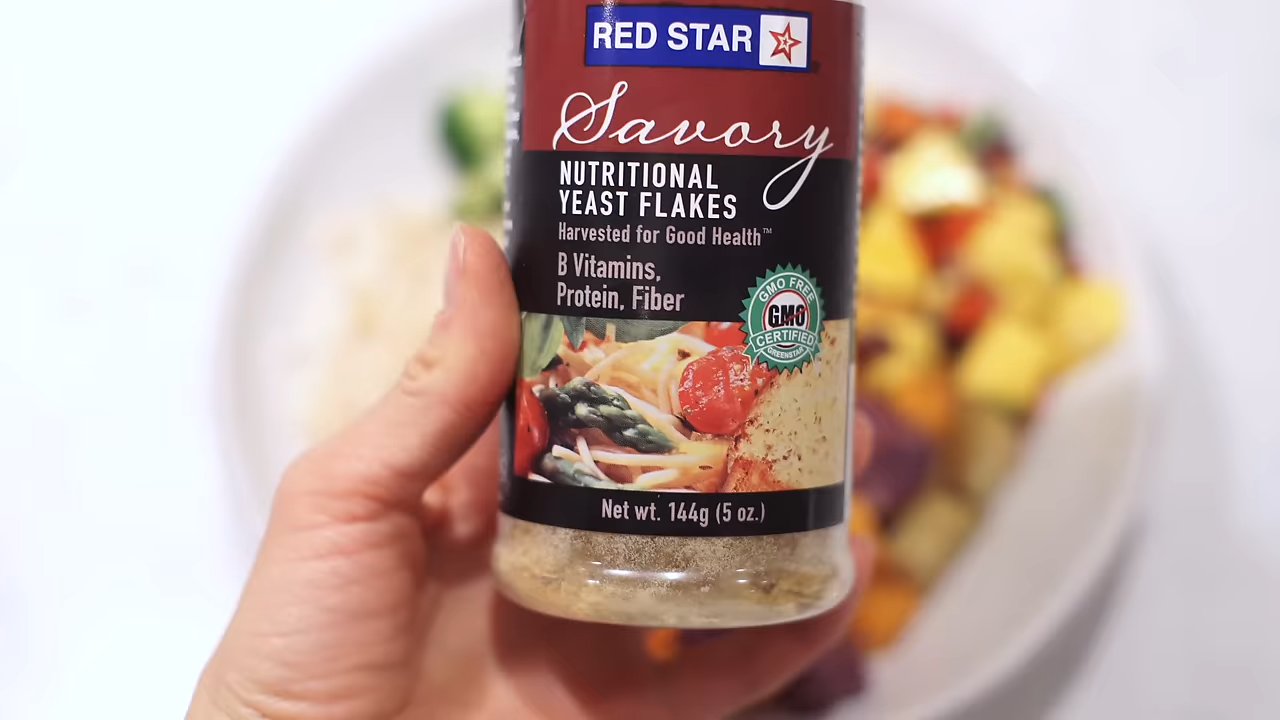 RED STAR
Savory
NUTRITIONAL
YEAST FLAKES
Harvested for Good Health™
B Vitamins,
Protein, Fiber
GMO FREE
GMO
CERTIFIED
GREENSTAR
Net wt. 144g (5 oz.)